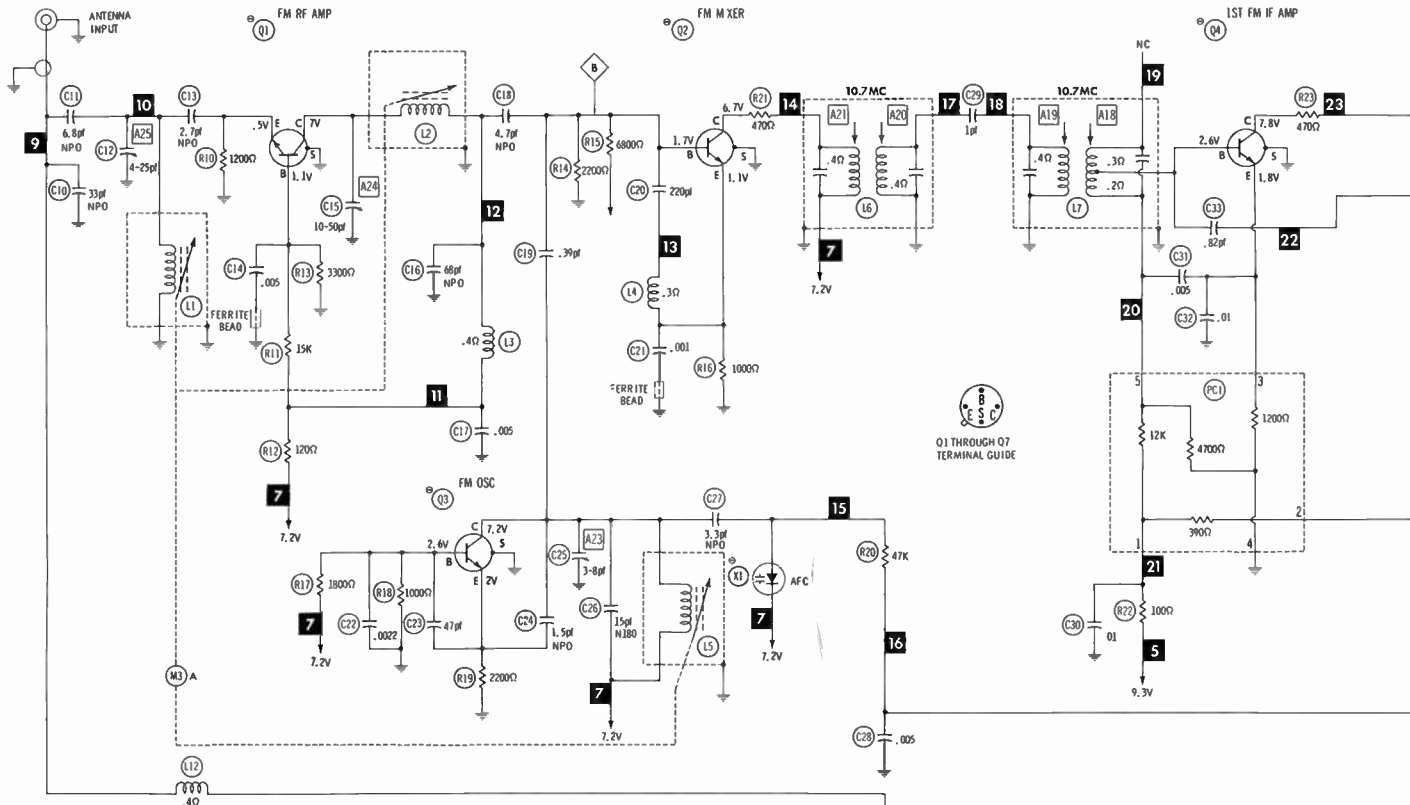 ANTENNA
INPUT
⊖
Q1
FM RF AMP
⊖
Q2
FM M XER
⊖
Q4
1ST FM IF AMP
C11
6.8pf
NPO
10
C13
2.7pf
NPO
A25
C12
4-25pf
9
C10
33pf
NPO
R10
1200Ω
.5V
E
C
7V
S
B
1.1V
L2
C18
4.7pf
NPO
B
R15
6800Ω
R14
2200Ω
A24
C15
10-50pf
12
C20
220pf
C
6.7V
R21
470Ω
1.7V
B
S
E
1.1V
14
10.7MC
A21
A20
.4Ω
.4Ω
L6
7
7.2V
17
C29
1pf
18
10.7MC
A19
A18
.4Ω
.3Ω
.2Ω
L7
NC
19
C
7.8V
R23
470Ω
23
2.6V
B
S
E
1.8V
C33
.82pf
22
L1
C14
.005
FERRITE
BEAD
R13
3300Ω
R11
15K
C16
68pf
NPO
C19
.39pf
13
L4
.3Ω
C21
.001
FERRITE
BEAD
R16
1000Ω
.4Ω
L3
11
C17
.005
R12
120Ω
7
7.2V
C31
.005
C32
.01
20
5
PC1
3
12K
4700Ω
1200Ω
390Ω
2
1
4
21
C30
01
R22
100Ω
5
9.3V
B
E S C
Q1 THROUGH Q7
TERMINAL GUIDE
⊖
Q3
FM OSC
C
7.2V
S
2.6V
B
E
2V
R17
1800Ω
7
7.2V
C22
.0022
R18
1000Ω
C23
47pf
R19
2200Ω
C24
1.5pf
NPO
A23
C25
3-8pf
C26
15pf
N180
C27
3.3pf
NPO
L5
7
7.2V
⊖
X1
AFC
7
7.2V
15
R20
47K
16
C28
.005
M3
A
L12
.4Ω